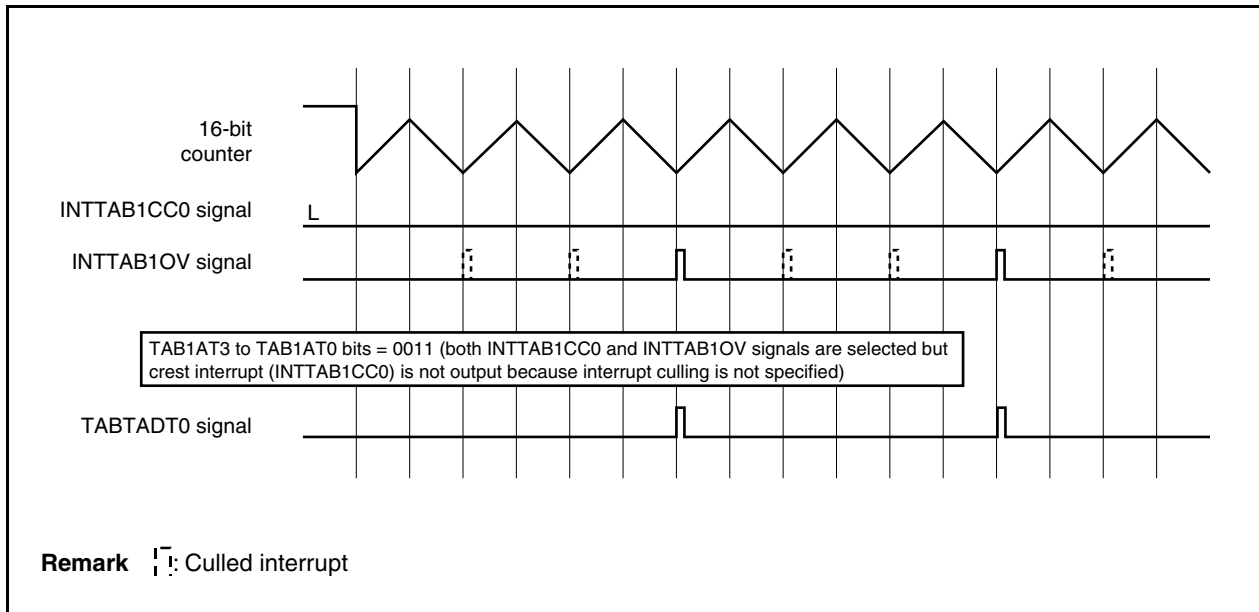 16-bit
counter
INTTAB1CC0 signal
L
INTTAB1OV signal
TAB1AT3 to TAB1AT0 bits = 0011 (both INTTAB1CC0 and INTTAB1OV signals are selected but
crest interrupt (INTTAB1CC0) is not output because interrupt culling is not specified)
TABTADT0 signal
Remark : Culled interrupt